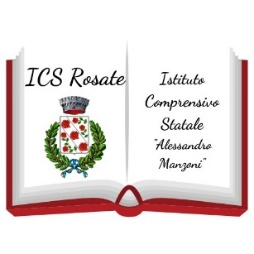 ICS Rosate
Istituto
Comprensivo
Statale
"Alessandro
Manzoni"